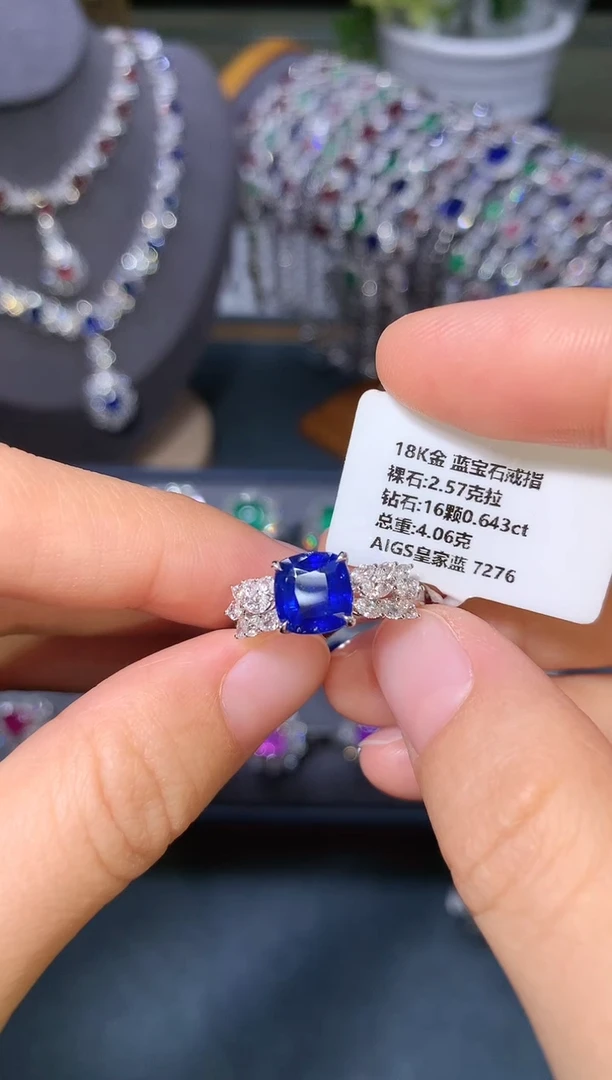 18K金 蓝宝石戒指
裸石:2.57克拉
钻石:16颗0.643ct
总重:4.06克
AIGS皇家蓝 7276